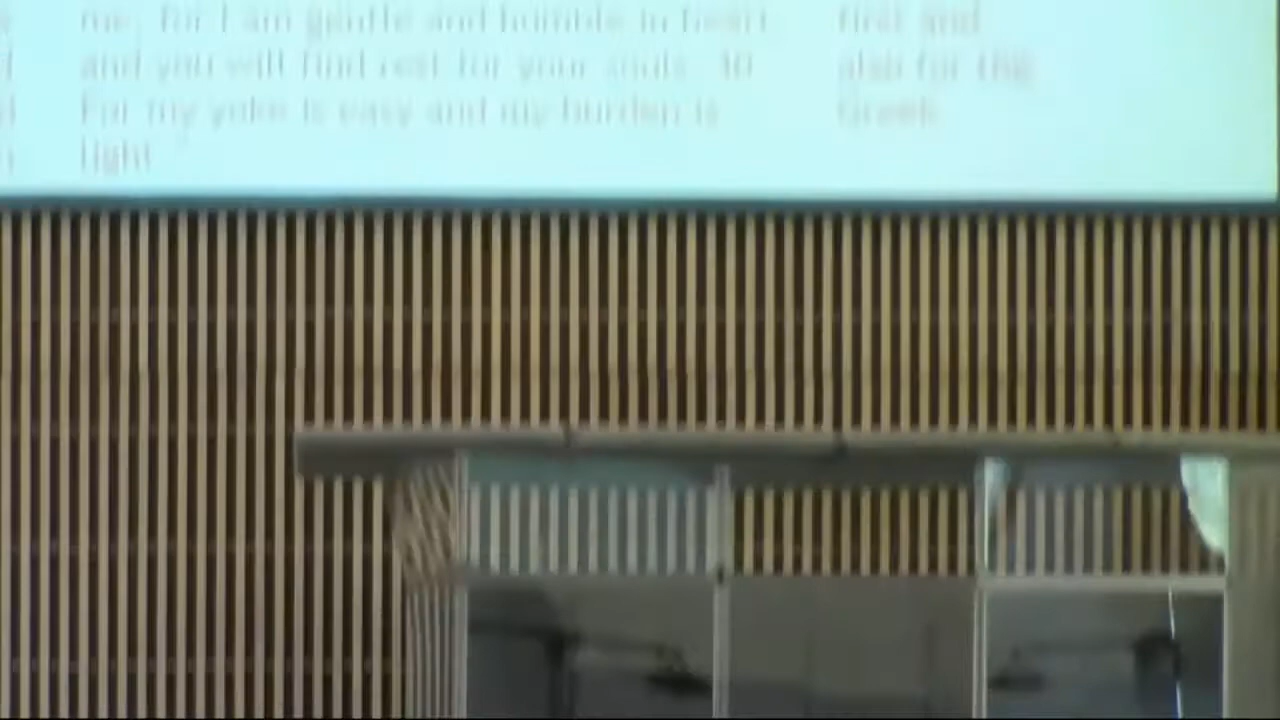 me, for I am gentle and humble in heart,
and you will find rest for your souls. 30
For my yoke is easy and my burden is
light
first and
also for the
Greek